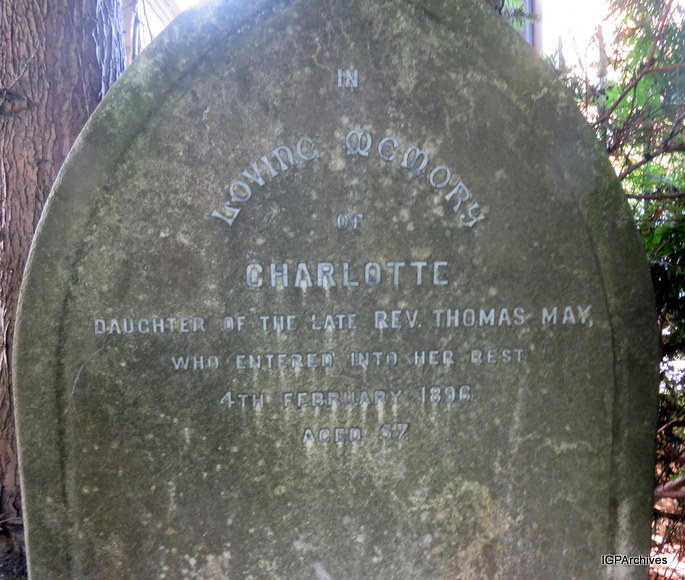 IN
LOVING MEMORY
OF
CHARLOTTE
DAUGHTER OF THE LATE REV. THOMAS MAY,
WHO ENTERED INTO HER REST
4TH FEBRUARY 1896.
AGED 57.
IGPArchives